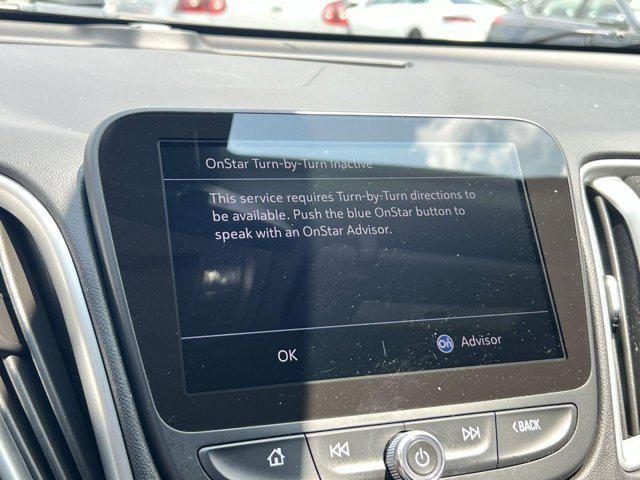 OnStar Turn-by-Turn Inactive
This service requires Turn-by-Turn directions to
be available. Push the blue OnStar button to
speak with an OnStar Advisor.
OK
On Advisor
BACK